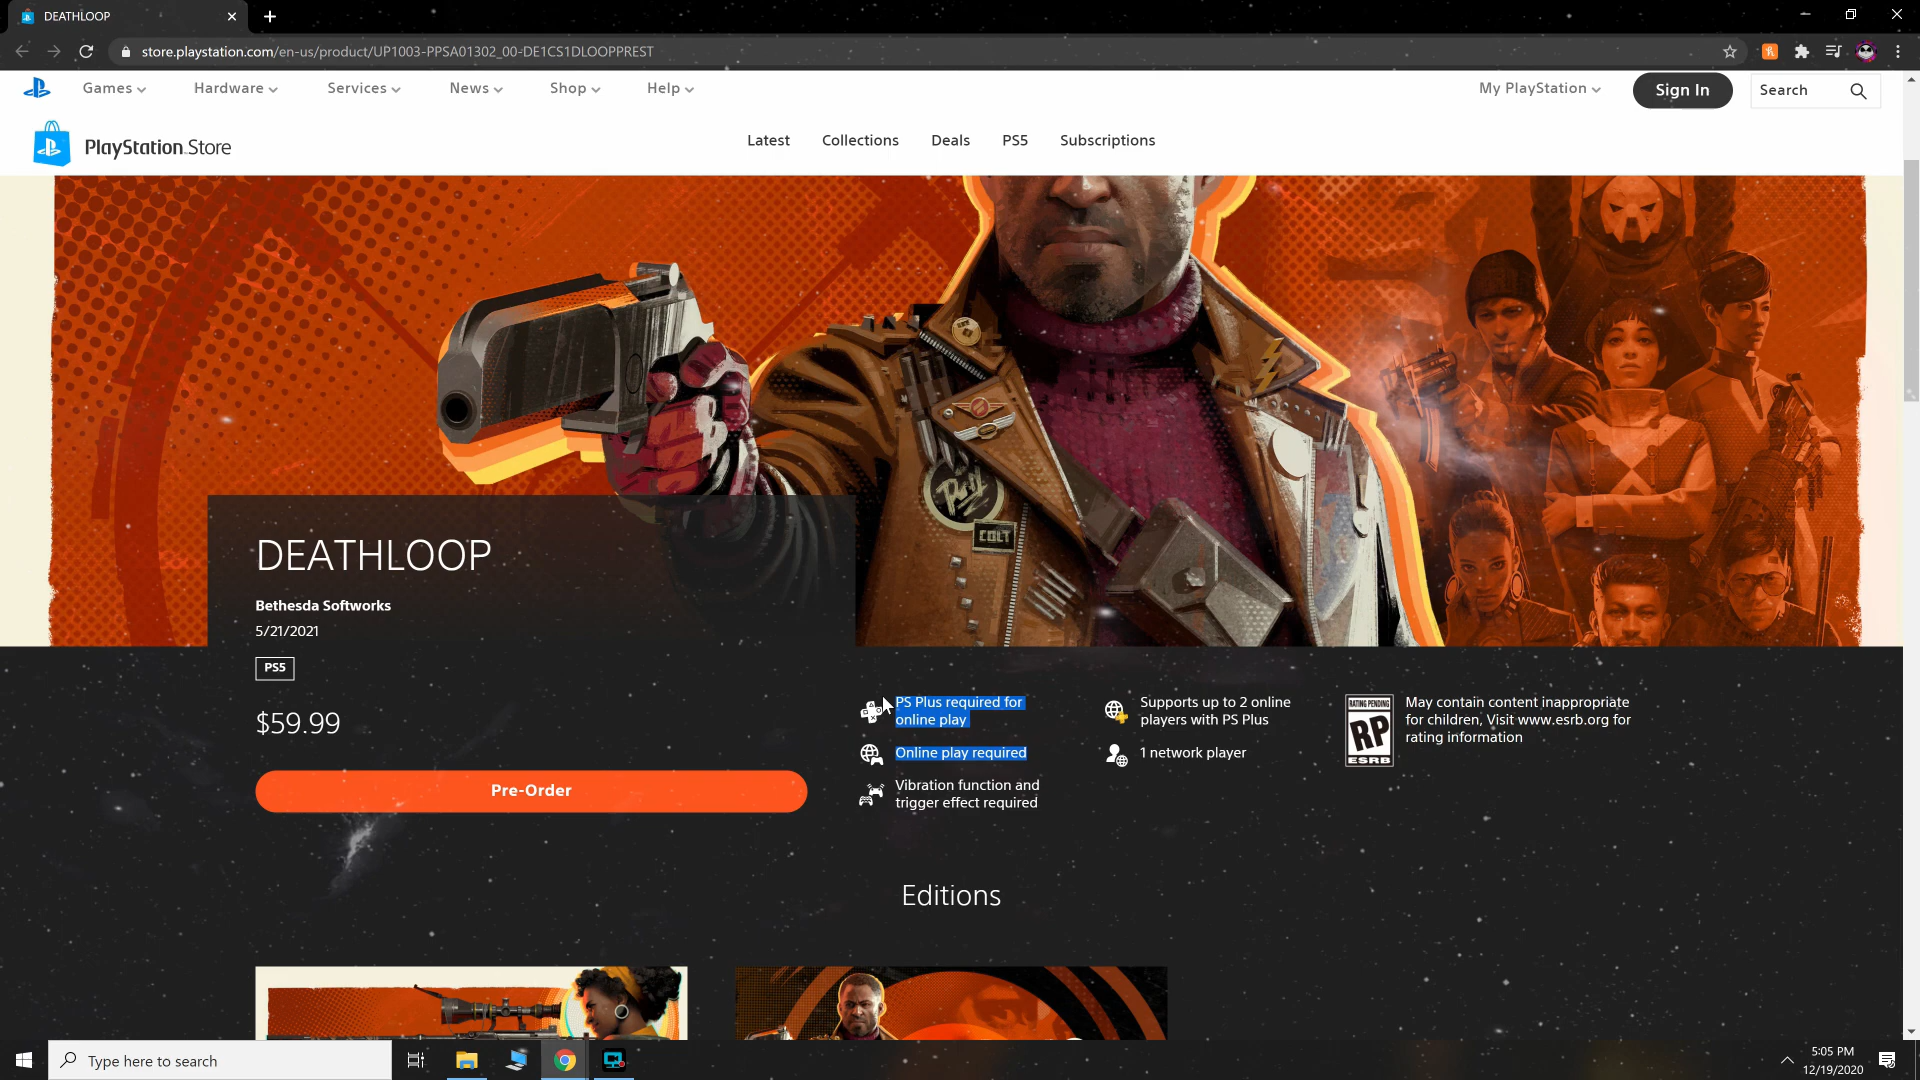 DEATHLOOP
store.playstation.com/en-us/product/UP1003-PPSA01302_00-DE1CS1DLOOPPREST
Games
Hardware
Services
News
Shop
Help
My PlayStation
Sign In
Search
PlayStation Store
Latest
Collections
Deals
PS5
Subscriptions
COLT
DEATHLOOP
Bethesda Softworks
5/21/2021
PS5
$59.99
Pre-Order
PS Plus required for
online play
Online play required
Vibration function and
trigger effect required
Supports up to 2 online
players with PS Plus
1 network player
RATING PENDING
RP
ESRB
May contain content inappropriate
for children, Visit www.esrb.org for
rating information
Editions
Type here to search
5:05 PM
12/19/2020